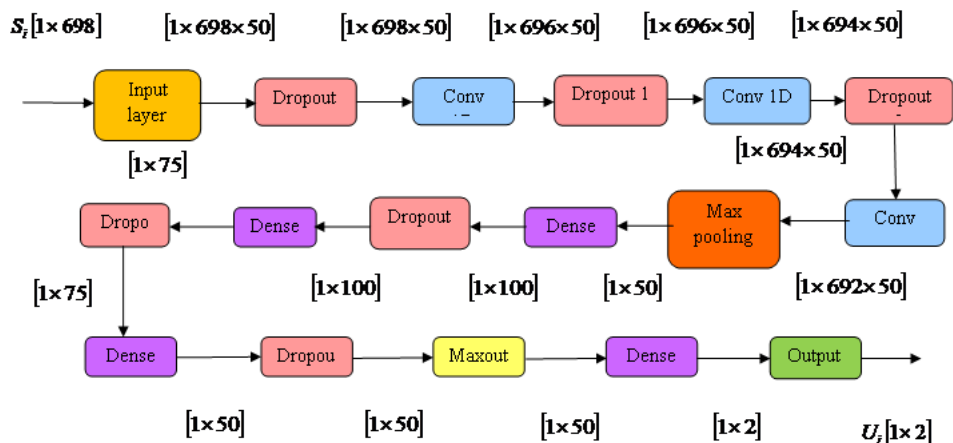 S_i[1×698] [1×698×50] [1×698×50] [1×696×50] [1×696×50] [1×694×50]
Input
layer
Dropout
Conv
Dropout 1
Conv 1D
Dropout
[1×75]
[1×694×50]
Dropo
Dense
Dropout
Dense
Max
pooling
Conv
[1×75] [1×100] [1×100] [1×50] [1×692×50]
Dense
Dropou
Maxout
Dense
Output
[1×50] [1×50] [1×50] [1×2] U_i[1×2]